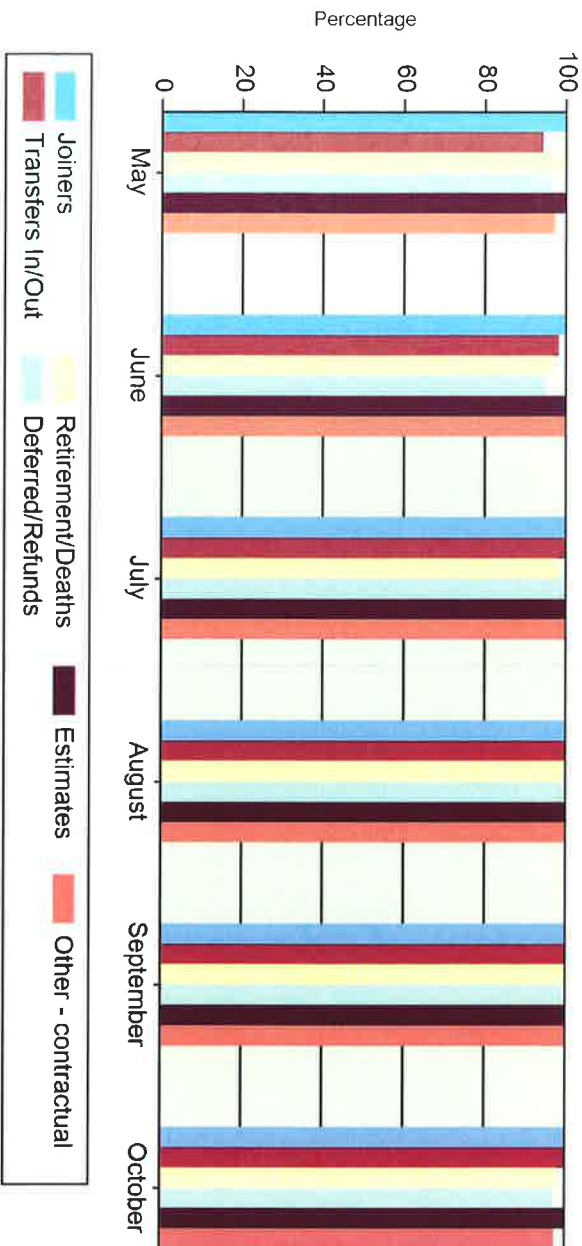 Percentage
100
80
60
40
20
0
May
June
July
August
September
October
Joiners
Transfers In/Out
Retirement/Deaths
Deferred/Refunds
Estimates
Other - contractual